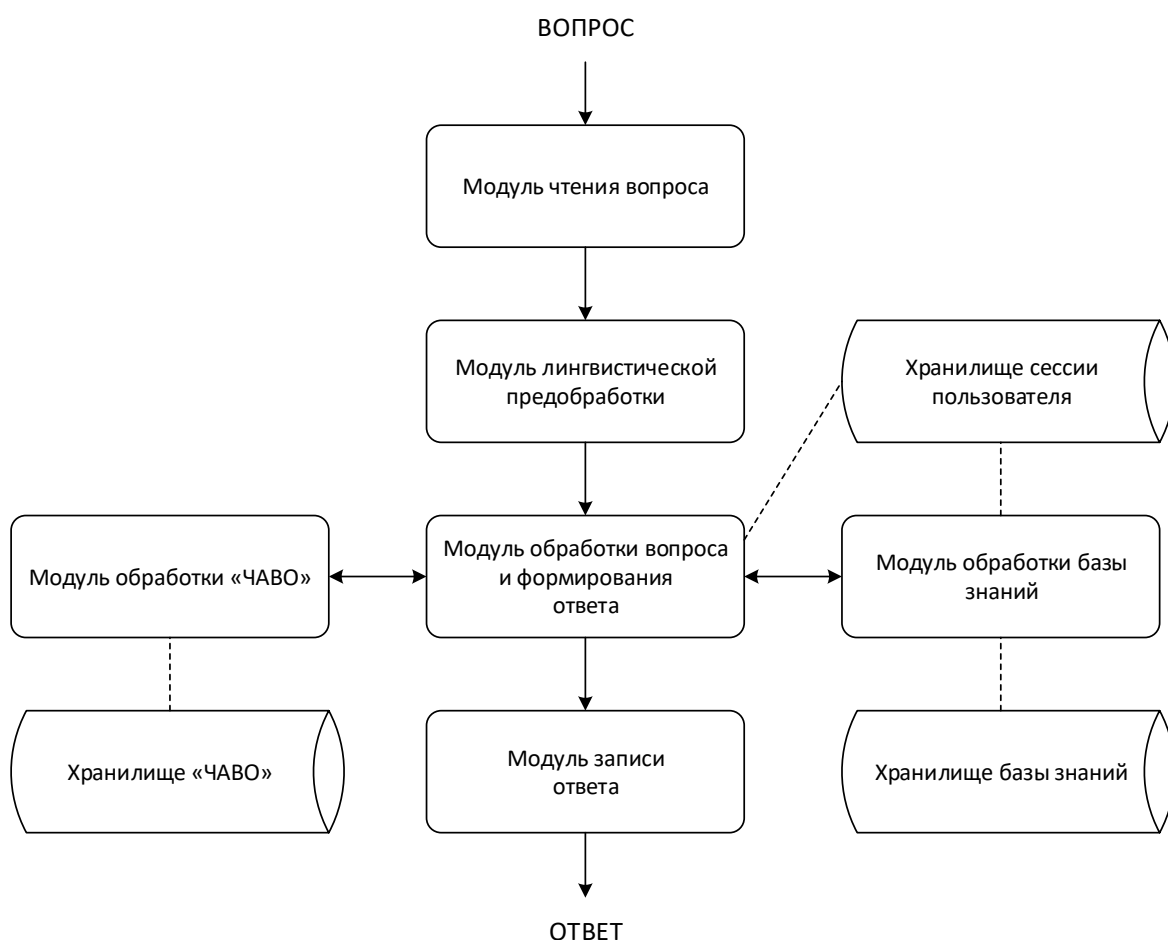 ВОПРОС
Модуль чтения вопроса
Модуль лингвистической
предобработки
Хранилище сессии
пользователя
Модуль обработки «ЧАВО»
Модуль обработки вопроса
и формирования
ответа
Модуль обработки базы
знаний
Хранилище «ЧАВО»
Модуль записи
ответа
Хранилище базы знаний
ОТВЕТ